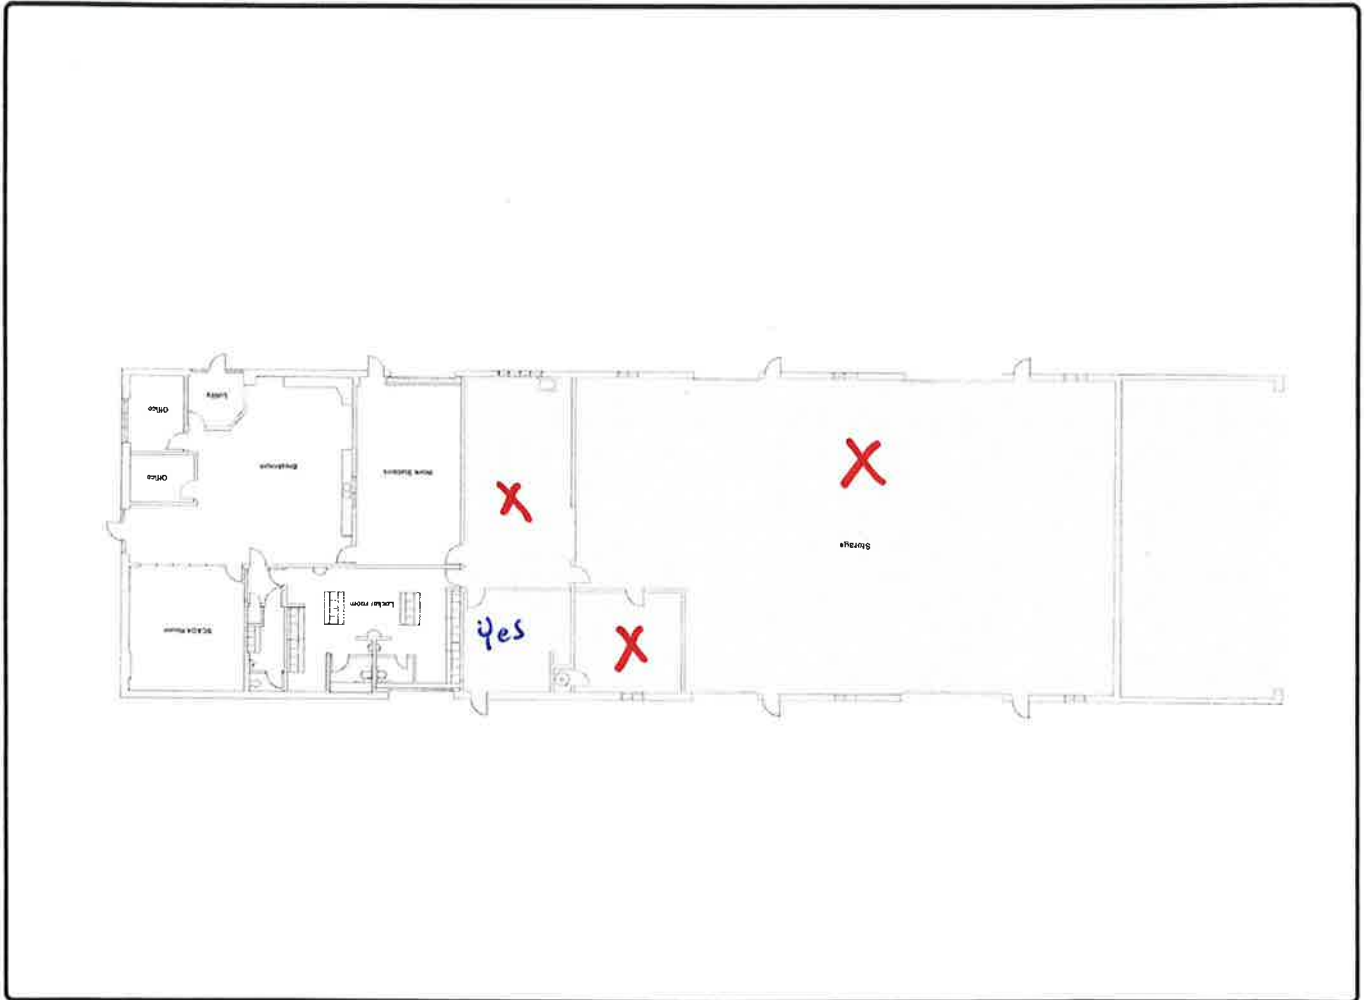 Office
Lobby
Office
Breakroom
Work Stations
X
X
Storage
SCADA Room
Locker room
yes
X